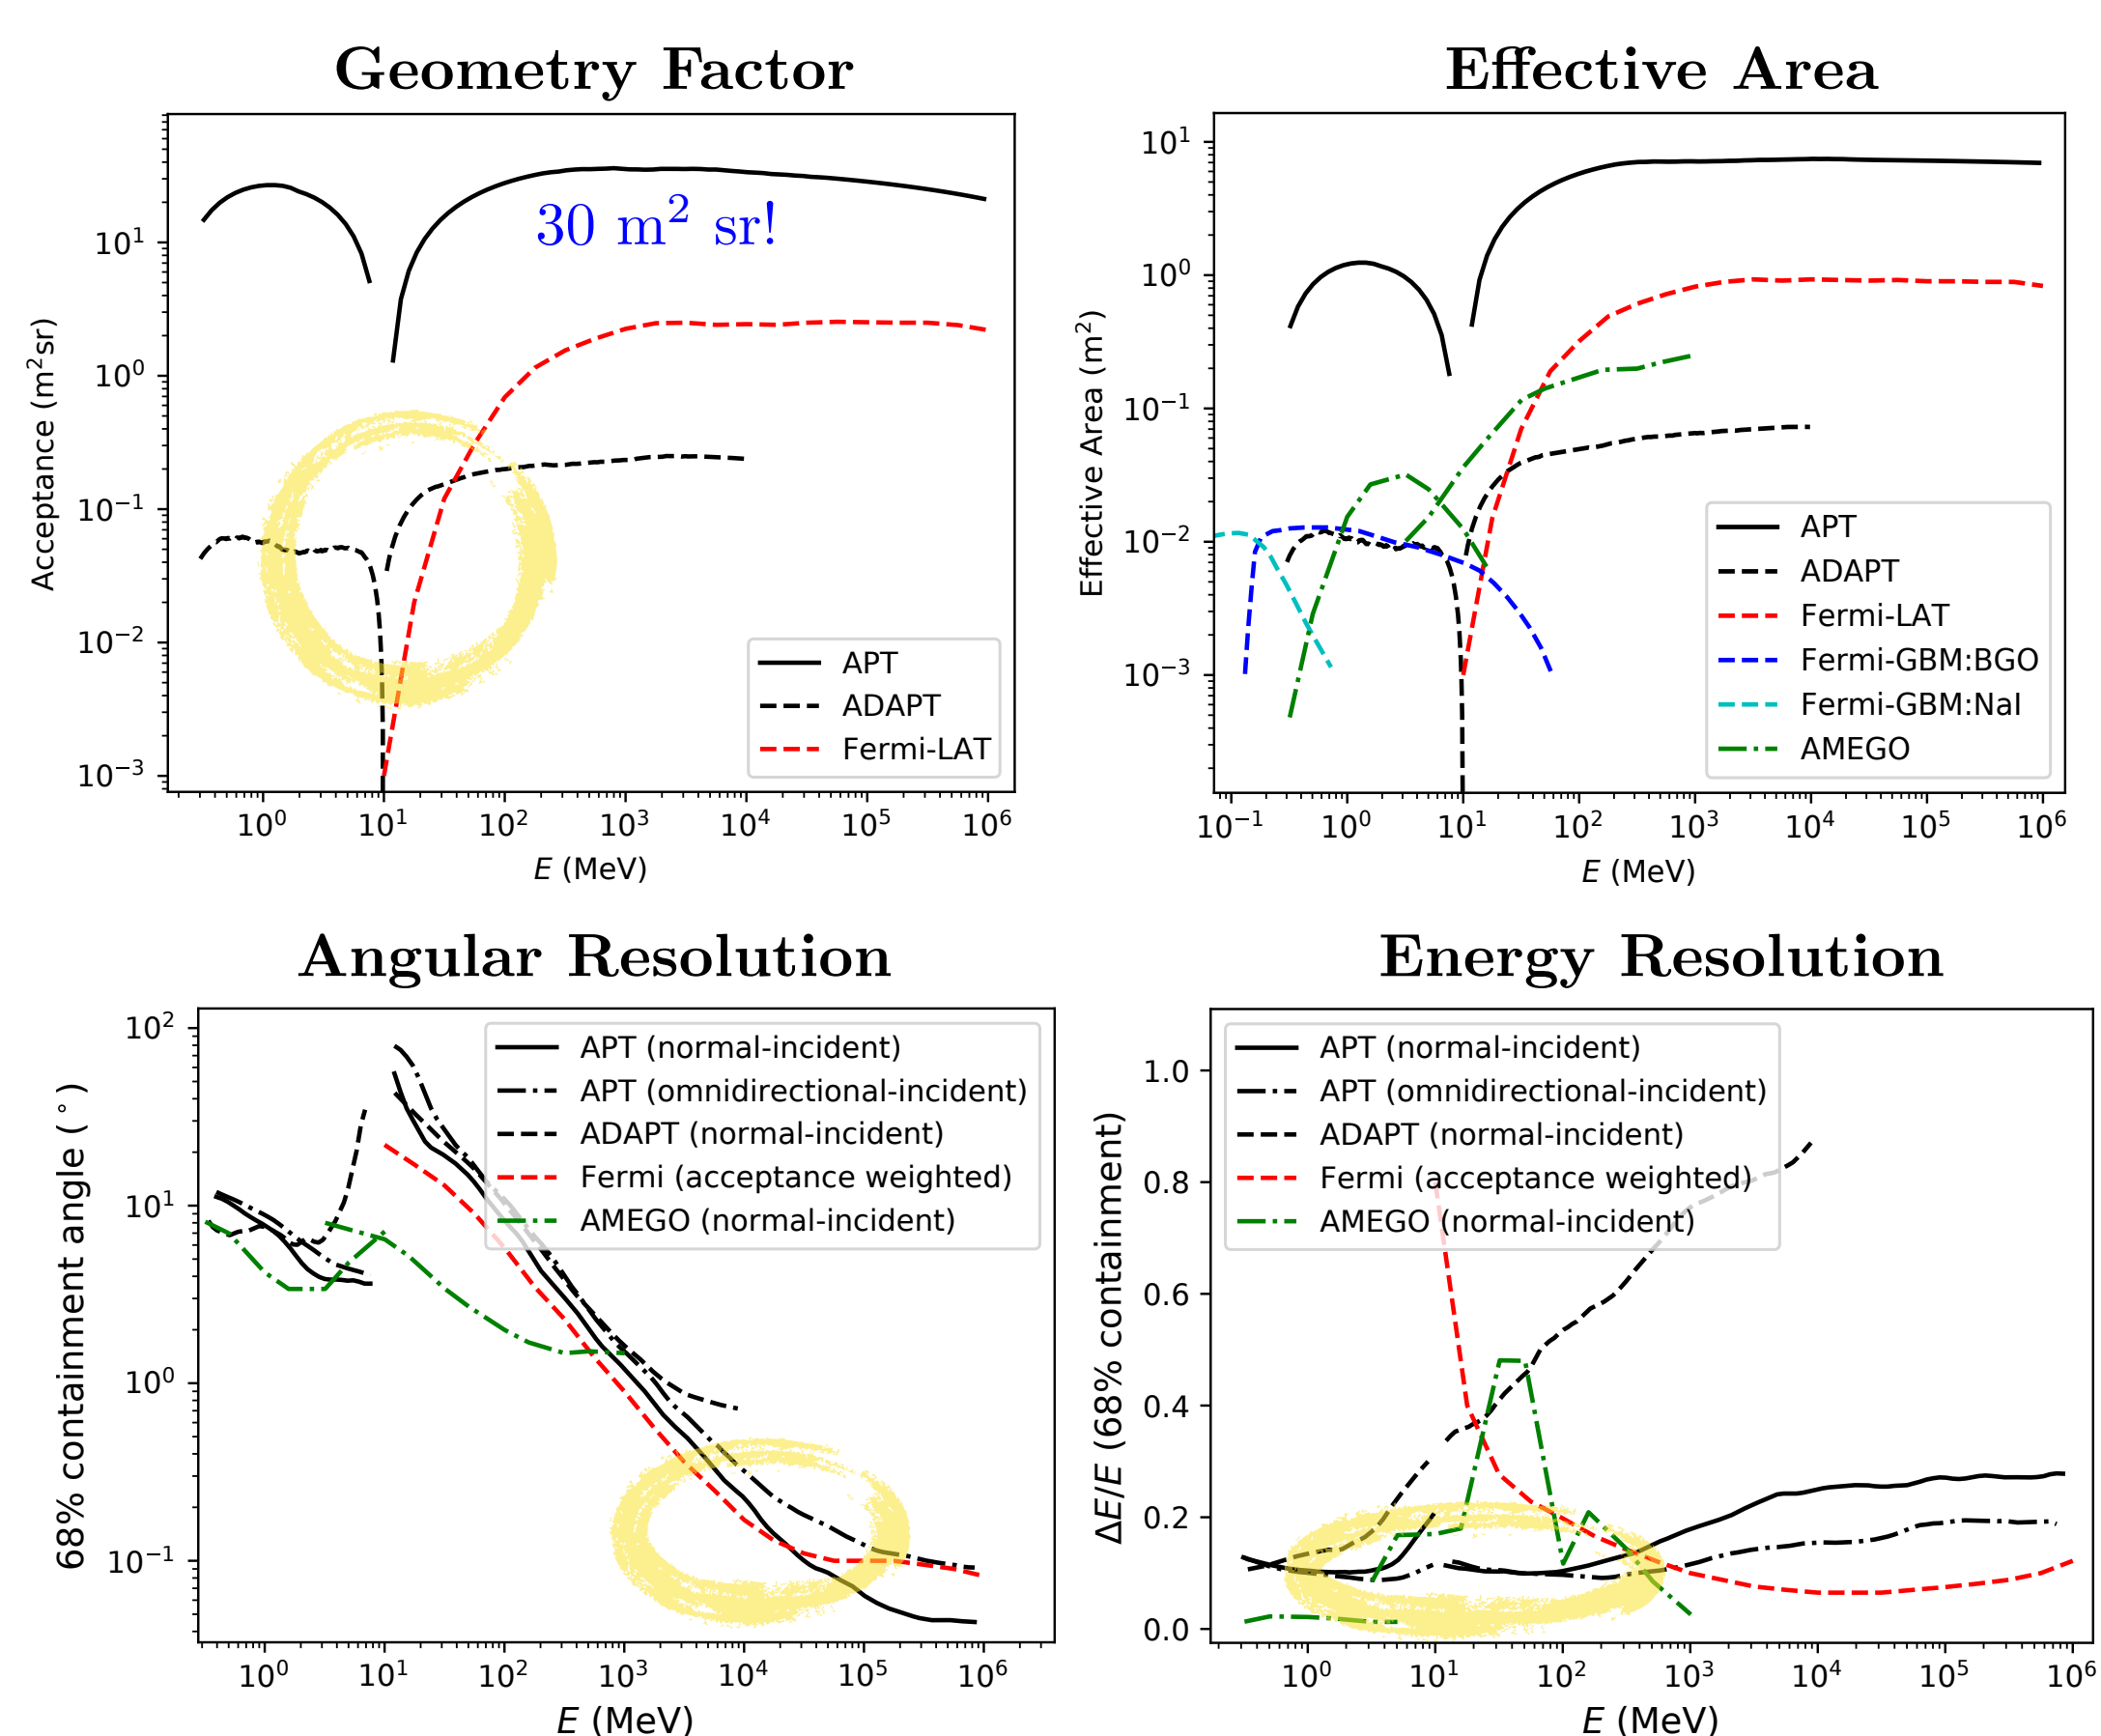 Geometry Factor
Acceptance (m²sr)
10¹
10⁰
10⁻¹
10⁻²
10⁻³
30 m² sr!
APT
ADAPT
Fermi-LAT
10⁰ 10¹ 10² 10³ 10⁴ 10⁵ 10⁶
E (MeV)
Effective Area
Effective Area (m²)
10¹
10⁰
10⁻¹
10⁻²
10⁻³
APT
ADAPT
Fermi-LAT
Fermi-GBM:BGO
Fermi-GBM:NaI
AMEGO
10⁻¹ 10⁰ 10¹ 10² 10³ 10⁴ 10⁵ 10⁶
E (MeV)
Angular Resolution
68% containment angle (°)
10²
10¹
10⁰
10⁻¹
APT (normal-incident)
APT (omnidirectional-incident)
ADAPT (normal-incident)
Fermi (acceptance weighted)
AMEGO (normal-incident)
10⁰ 10¹ 10² 10³ 10⁴ 10⁵ 10⁶
E (MeV)
Energy Resolution
ΔE/E (68% containment)
1.0
0.8
0.6
0.4
0.2
0.0
APT (normal-incident)
APT (omnidirectional-incident)
ADAPT (normal-incident)
Fermi (acceptance weighted)
AMEGO (normal-incident)
10⁰ 10¹ 10² 10³ 10⁴ 10⁵ 10⁶
E (MeV)